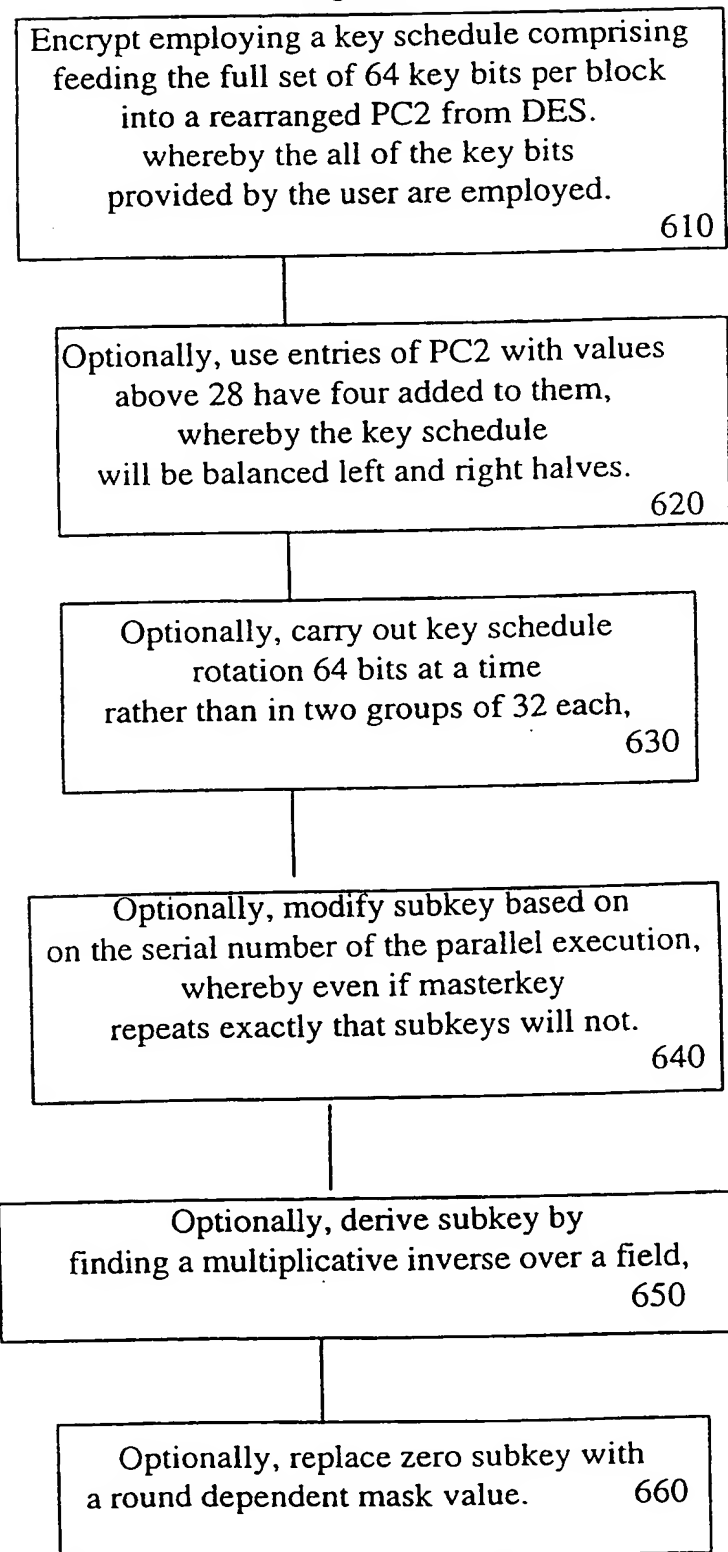 Encrypt employing a key schedule comprising
feeding the full set of 64 key bits per block
into a rearranged PC2 from DES.
whereby the all of the key bits
provided by the user are employed.
610
Optionally, use entries of PC2 with values
above 28 have four added to them,
whereby the key schedule
will be balanced left and right halves.
620
Optionally, carry out key schedule
rotation 64 bits at a time
rather than in two groups of 32 each,
630
Optionally, modify subkey based on
on the serial number of the parallel execution,
whereby even if masterkey
repeats exactly that subkeys will not.
640
Optionally, derive subkey by
finding a multiplicative inverse over a field,
650
Optionally, replace zero subkey with
a round dependent mask value. 660